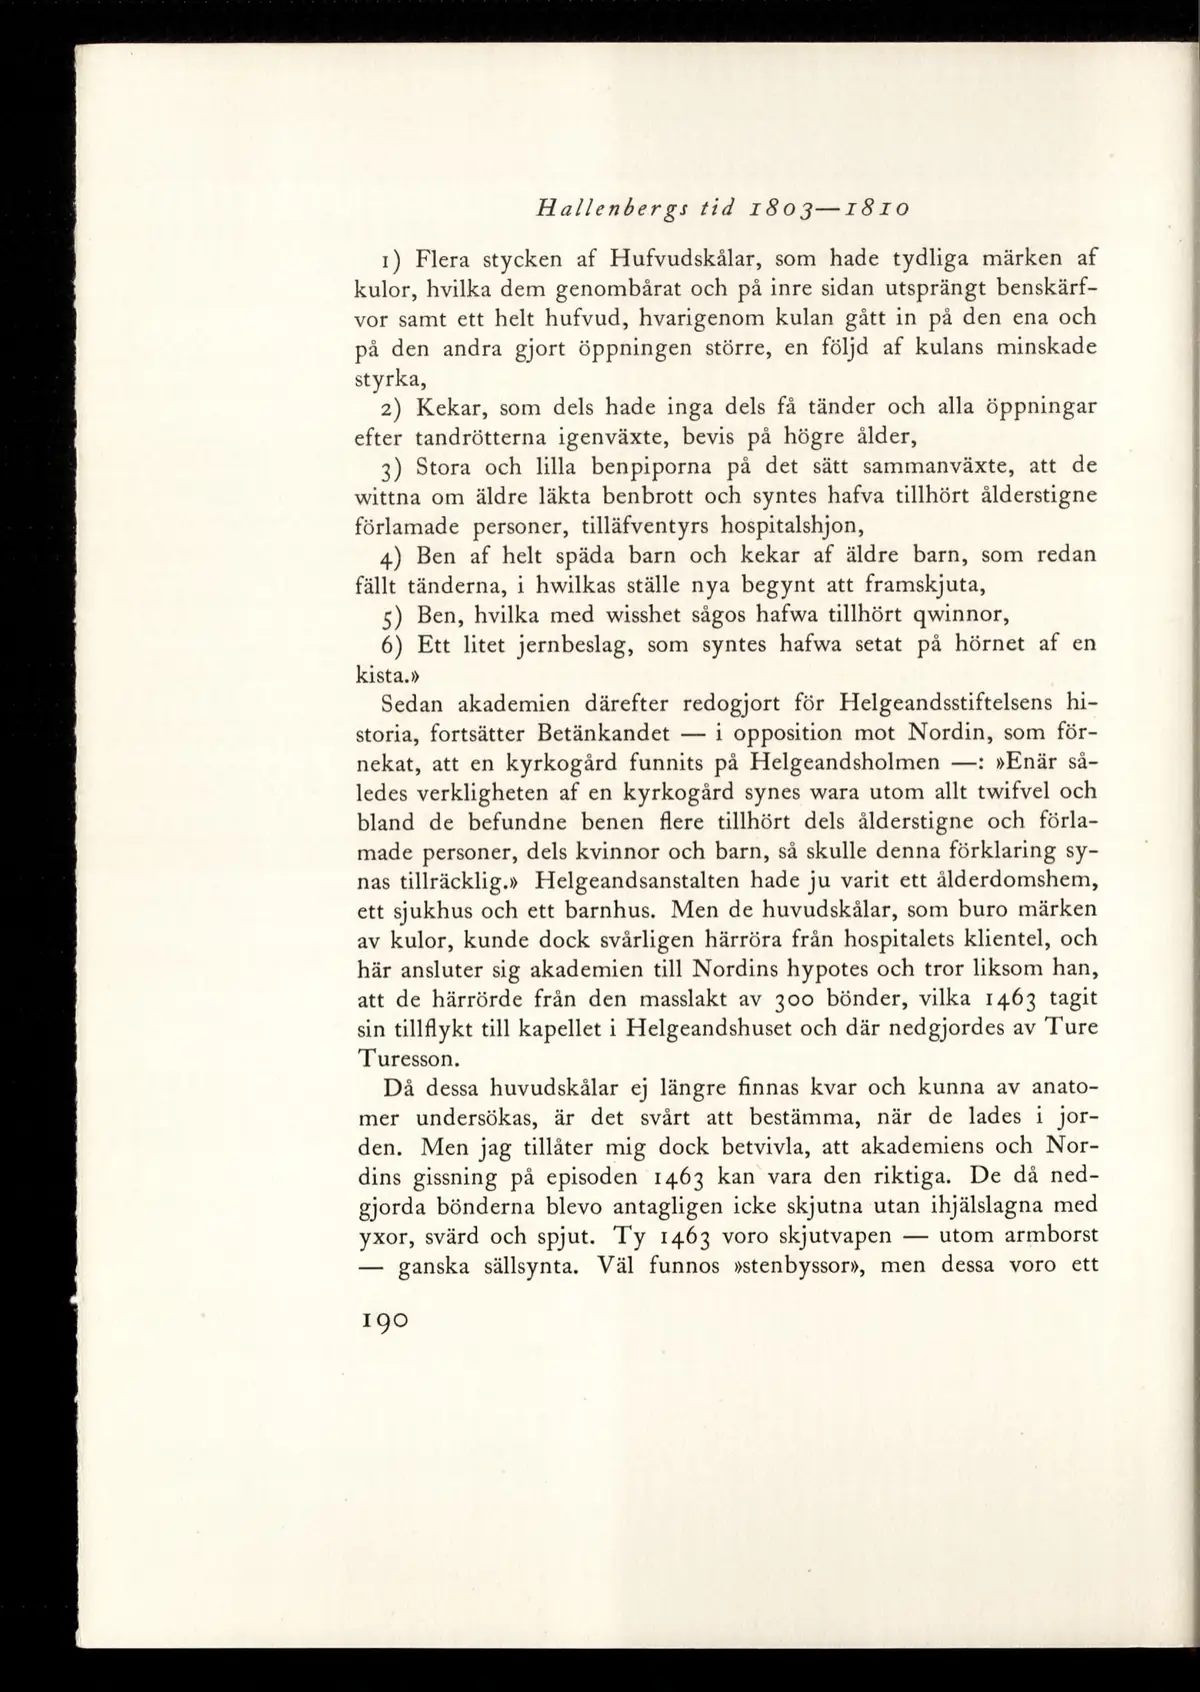 Hallenbergs tid 1803—1810
1) Flera stycken af Hufvudskålar, som hade tydliga märken af
kulor, hvilka dem genombårat och på inre sidan utsprängt benskärf-
vor samt ett helt hufvud, hvarigenom kulan gått in på den ena och
på den andra gjort öppningen större, en följd af kulans minskade
styrka,
2) Kekar, som dels hade inga dels få tänder och alla öppningar
efter tandrötterna igenväxte, bevis på högre ålder,
3) Stora och lilla benpiporna på det sätt sammanväxte, att de
wittna om äldre läkta benbrott och syntes hafva tillhört ålderstigne
förlamade personer, tilläfventyrs hospitalshjon,
4) Ben af helt späda barn och kekar af äldre barn, som redan
fällt tänderna, i hwilkas ställe nya begynt att framskjuta,
5) Ben, hvilka med wisshet sågos hafwa tillhört qwinnor,
6) Ett litet jernbeslag, som syntes hafwa setat på hörnet af en
kista.»
Sedan akademien därefter redogjort för Helgeandsstiftelsens hi-
storia, fortsätter Betänkandet — i opposition mot Nordin, som för-
nekat, att en kyrkogård funnits på Helgeandsholmen —: »Enär så-
ledes verkligheten af en kyrkogård synes wara utom allt twifvel och
bland de befundne benen flere tillhört dels ålderstigne och förla-
made personer, dels kvinnor och barn, så skulle denna förklaring sy-
nas tillräcklig.» Helgeandsanstalten hade ju varit ett ålderdomshem,
ett sjukhus och ett barnhus. Men de huvudskålar, som buro märken
av kulor, kunde dock svårligen härröra från hospitalets klientel, och
här ansluter sig akademien till Nordins hypotes och tror liksom han,
att de härrörde från den masslakt av 300 bönder, vilka 1463 tagit
sin tillflykt till kapellet i Helgeandshuset och där nedgjordes av Ture
Turesson.
Då dessa huvudskålar ej längre finnas kvar och kunna av anato-
mer undersökas, är det svårt att bestämma, när de lades i jor-
den. Men jag tillåter mig dock betvivla, att akademiens och Nor-
dins gissning på episoden 1463 kan vara den riktiga. De då ned-
gjorda bönderna blevo antagligen icke skjutna utan ihjälslagna med
yxor, svärd och spjut. Ty 1463 voro skjutvapen — utom armborst
— ganska sällsynta. Väl funnos »stenbyssor», men dessa voro ett
190